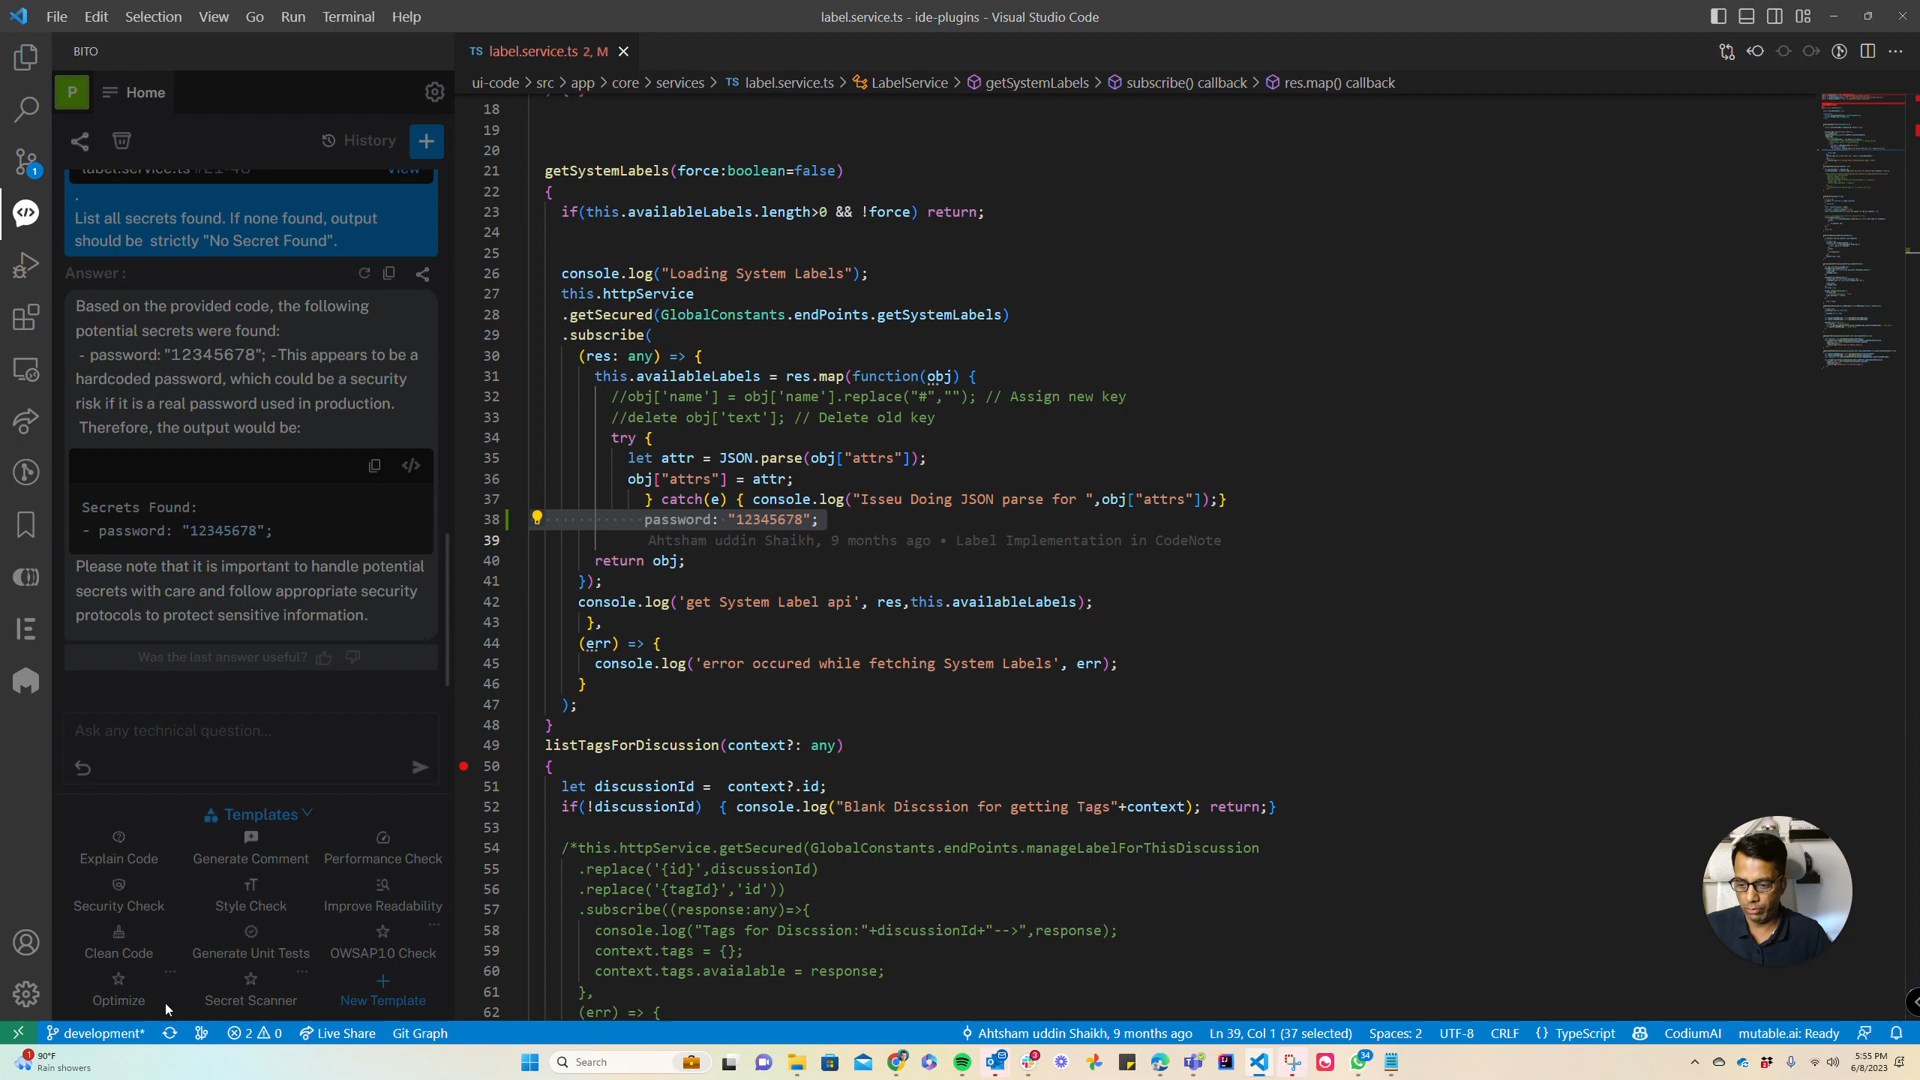 File Edit Selection View Go Run Terminal Help
label.service.ts - ide-plugins - Visual Studio Code
BITO
P Home
History
label.service.ts #21-48 View
.
List all secrets found. If none found, output
should be strictly "No Secret Found".
Answer :
Based on the provided code, the following
potential secrets were found:
- password: "12345678"; -This appears to be a
hardcoded password, which could be a security
risk if it is a real password used in production.
Therefore, the output would be:
Secrets Found:
- password: "12345678";
Please note that it is important to handle potential
secrets with care and follow appropriate security
protocols to protect sensitive information.
Was the last answer useful?
Ask any technical question...
Templates
Explain Code Generate Comment Performance Check
Security Check Style Check Improve Readability
Clean Code Generate Unit Tests OWSAP10 Check
Optimize Secret Scanner New Template
TS label.service.ts 2, M
ui-code > src > app > core > services > TS label.service.ts > LabelService > getSystemLabels > subscribe() callback > res.map() callback
18
19
20
21 getSystemLabels(force:boolean=false)
22 {
23 if(this.availableLabels.length>0 && !force) return;
24
25
26 console.log("Loading System Labels");
27 this.httpService
28 .getSecured(GlobalConstants.endPoints.getSystemLabels)
29 .subscribe(
30 (res: any) => {
31 this.availableLabels = res.map(function(obj) {
32 //obj['name'] = obj['name'].replace("#",""); // Assign new key
33 //delete obj['text']; // Delete old key
34 try {
35 let attr = JSON.parse(obj["attrs"]);
36 obj["attrs"] = attr;
37 } catch(e) { console.log("Isseu Doing JSON parse for ",obj["attrs"]);}
38 password: "12345678";
39 Ahtsham uddin Shaikh, 9 months ago • Label Implementation in CodeNote
40 return obj;
41 });
42 console.log('get System Label api', res,this.availableLabels);
43 },
44 (err) => {
45 console.log('error occured while fetching System Labels', err);
46 }
47 );
48 }
49 listTagsForDiscussion(context?: any)
50 {
51 let discussionId = context?.id;
52 if(!discussionId) { console.log("Blank Discssion for getting Tags"+context); return;}
53
54 /*this.httpService.getSecured(GlobalConstants.endPoints.manageLabelForThisDiscussion
55 .replace('{id}',discussionId)
56 .replace('{tagId}','id'))
57 .subscribe((response:any)=>{
58 console.log("Tags for Discssion:"+discussionId+"-->",response);
59 context.tags = {};
60 context.tags.avaialable = response;
61 },
62 (err) => {
1
development* 2 0 Live Share Git Graph Ahtsham uddin Shaikh, 9 months ago Ln 39, Col 1 (37 selected) Spaces: 2 UTF-8 CRLF {} TypeScript CodiumAI mutable.ai: Ready
1 90°F
Rain showers
Search
3
34
5:55 PM
6/8/2023